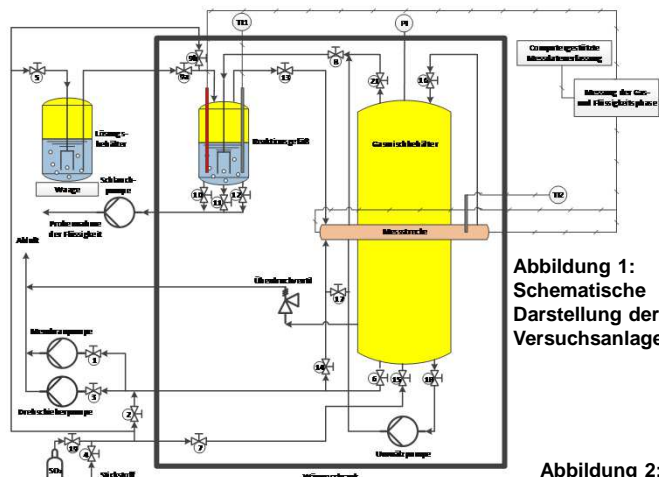 TI1
PI
9b
8
5
9a
13
21
16
Computergestützte
Messdatenerfassung
Messung der Gas-
und Flüssigkeitsphase
Lösungs-
behälter
Reaktionsgefäß
Gasmischbehälter
Waage
Schlauch-
pumpe
10
11
12
TI2
Probenahme
der Flüssigkeit
Messstrecke
Abluft
Überdruckventil
17
Abbildung 1:
Schematische
Darstellung der
Versuchsanlage
Membranpumpe
1
14
6
15
18
3
Drehschieberpumpe
2
19
4
7
Umwälzpumpe
SO₂
Stickstoff
Wärmeschrank
Abbildung 2: